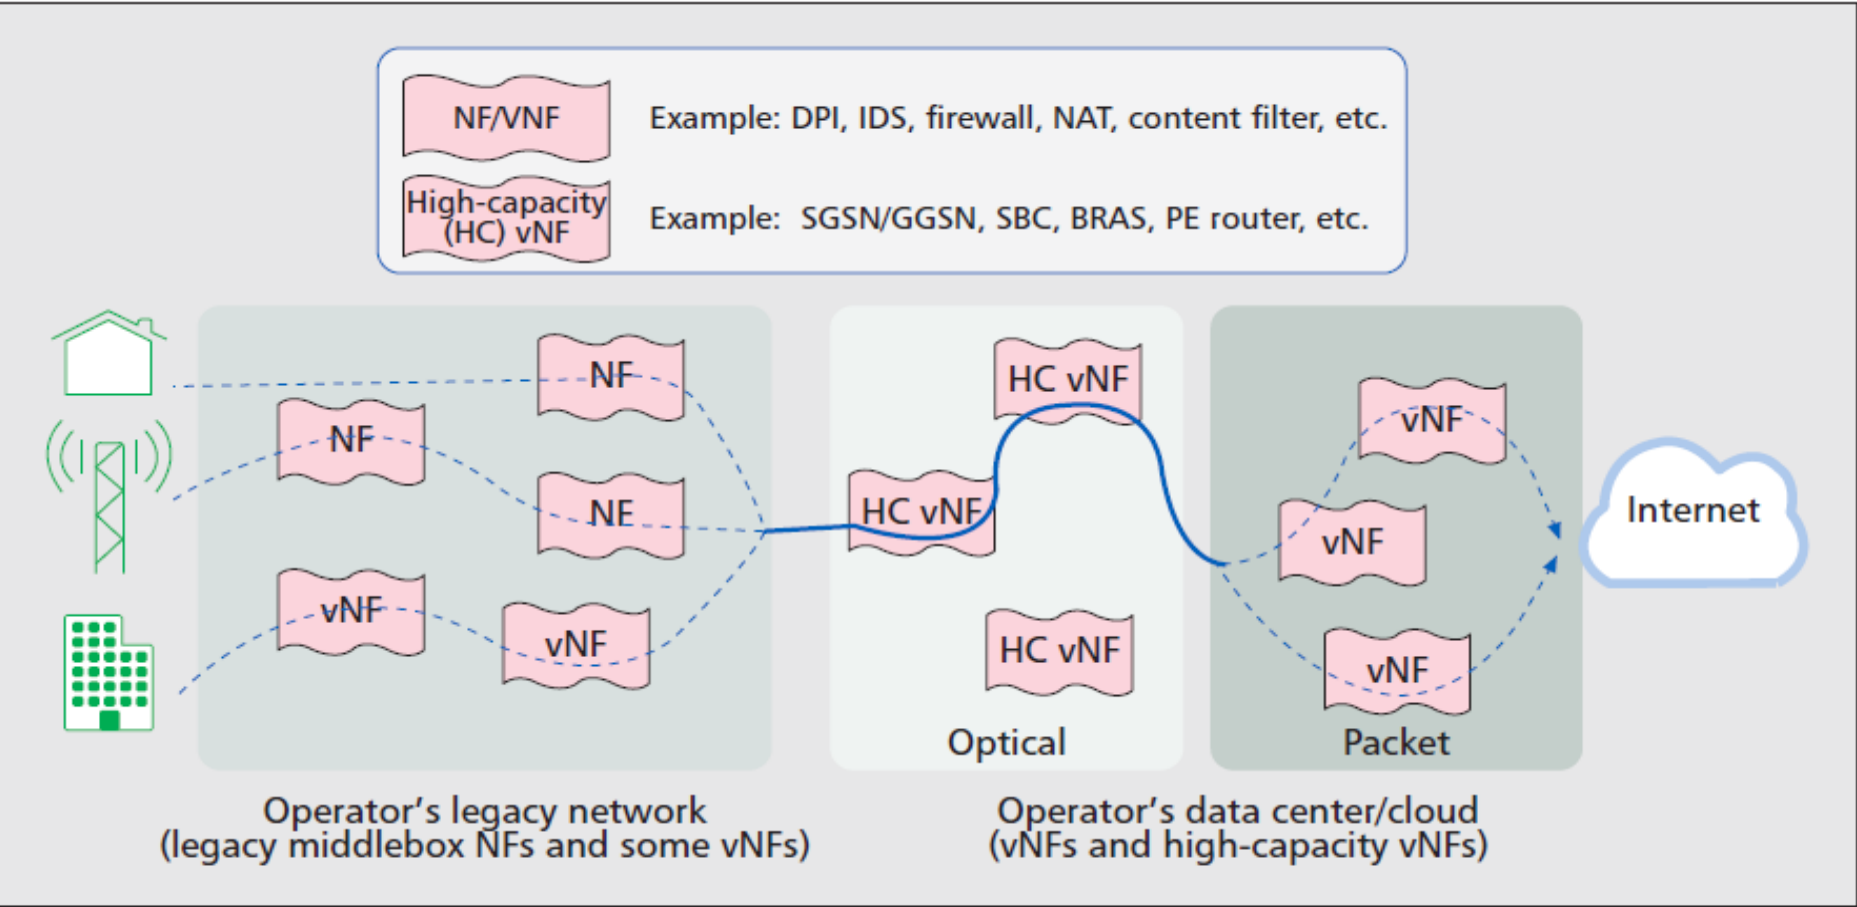 NF/VNF
Example: DPI, IDS, firewall, NAT, content filter, etc.
High-capacity
(HC) vNF
Example: SGSN/GGSN, SBC, BRAS, PE router, etc.
NF
NF
NF
vNF
vNF
HC vNF
HC vNF
HC vNF
Optical
vNF
vNF
vNF
Packet
Internet
Operator's legacy network
(legacy middlebox NFs and some vNFs)
Operator's data center/cloud
(vNFs and high-capacity vNFs)